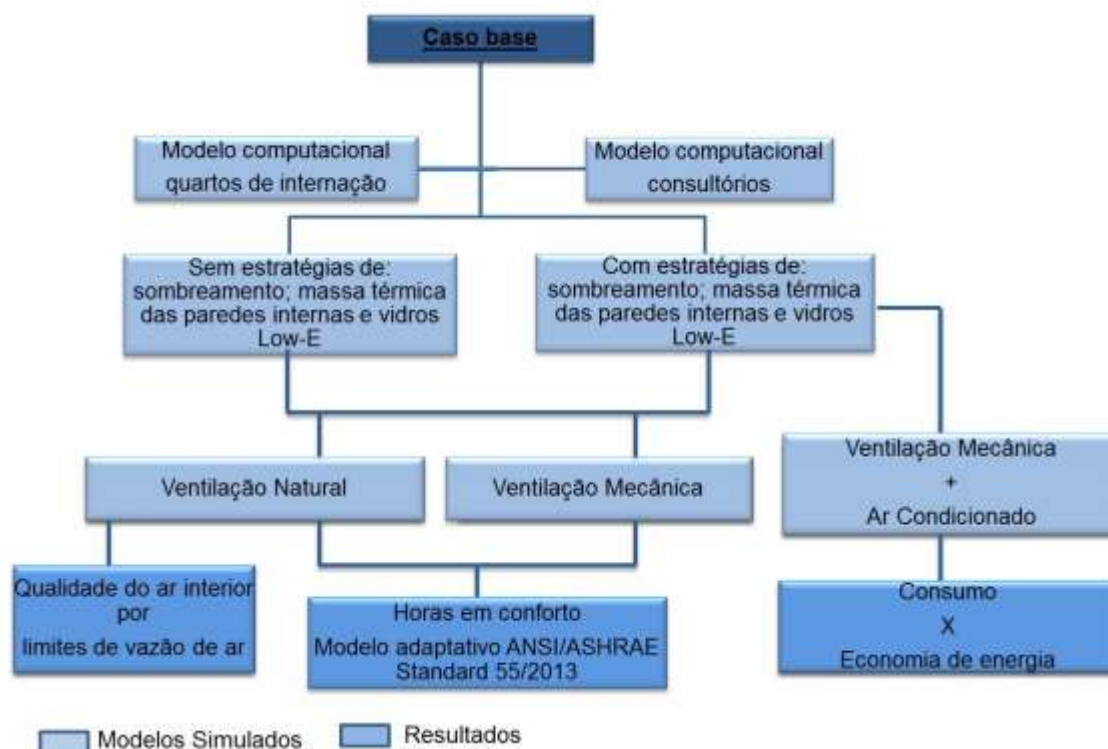 Caso base
Modelo computacional
quartos de internação
Modelo computacional
consultórios
Sem estratégias de:
sombreamento; massa térmica
das paredes internas e vidros
Low-E
Com estratégias de:
sombreamento; massa térmica
das paredes internas e vidros
Low-E
Ventilação Natural
Ventilação Mecânica
Ventilação Mecânica
+
Ar Condicionado
Qualidade do ar interior
por
limites de vazão de ar
Horas em conforto
Modelo adaptativo ANSI/ASHRAE
Standard 55/2013
Consumo
X
Economia de energia
Modelos Simulados
Resultados